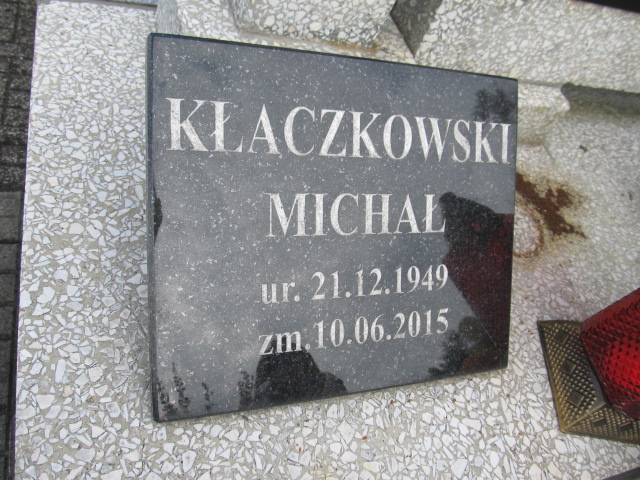 KŁACZKOWSKI
MICHAŁ
ur. 21.12.1949
zm.10.06.2015